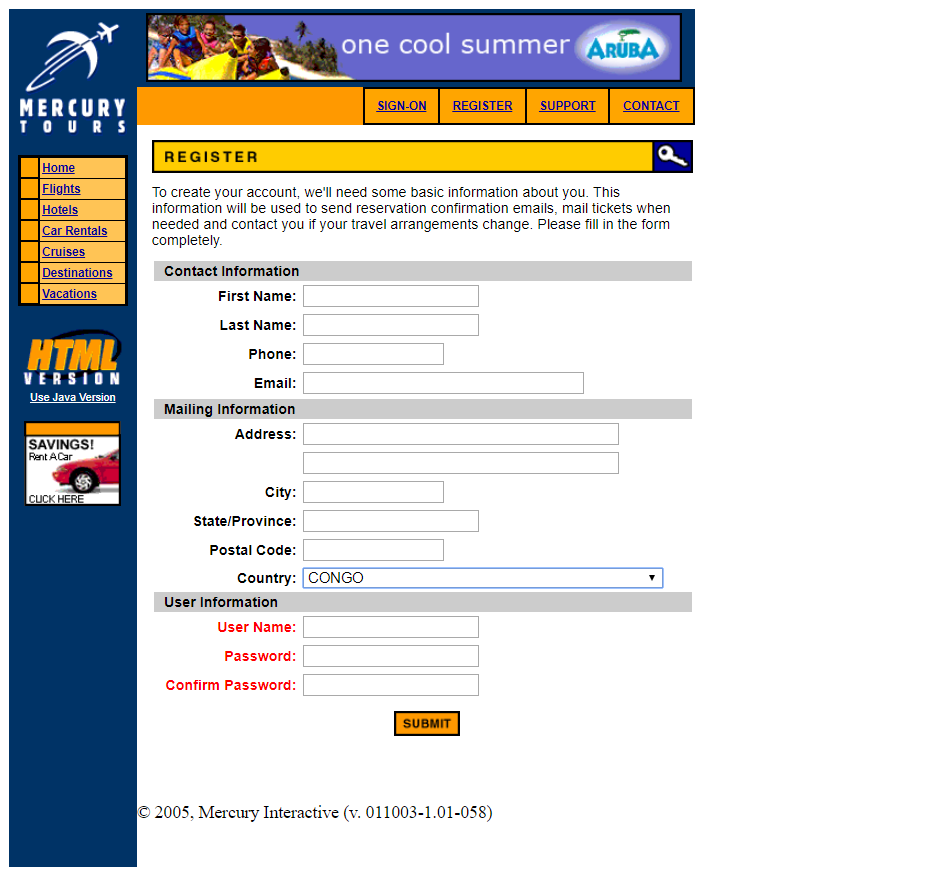 MERCURY
TOURS
one cool summer ARUBA
SIGN-ON REGISTER SUPPORT CONTACT
Home
Flights
Hotels
Car Rentals
Cruises
Destinations
Vacations
HTML
VERSION
Use Java Version
SAVINGS!
Rent A Car
CLICK HERE
REGISTER
To create your account, we'll need some basic information about you. This
information will be used to send reservation confirmation emails, mail tickets when
needed and contact you if your travel arrangements change. Please fill in the form
completely.
Contact Information
First Name:
Last Name:
Phone:
Email:
Mailing Information
Address:
City:
State/Province:
Postal Code:
Country: CONGO
User Information
User Name:
Password:
Confirm Password:
SUBMIT
© 2005, Mercury Interactive (v. 011003-1.01-058)